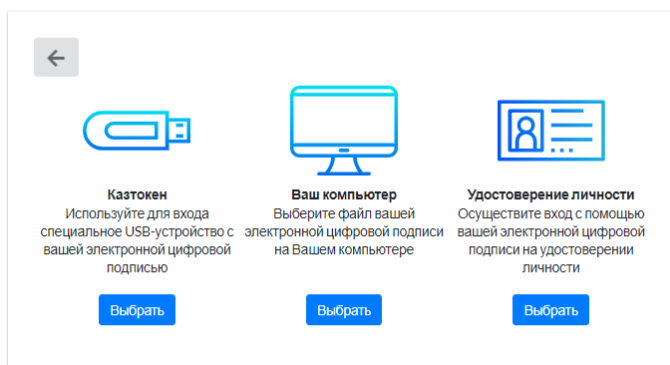 Казтокен
Используйте для входа
специальное USB-устройство с
вашей электронной цифровой
подписью
Выбрать
Ваш компьютер
Выберите файл вашей
электронной цифровой подписи
на Вашем компьютере
Выбрать
Удостоверение личности
Осуществите вход с помощью
вашей электронной цифровой
подписи на удостоверении
личности
Выбрать